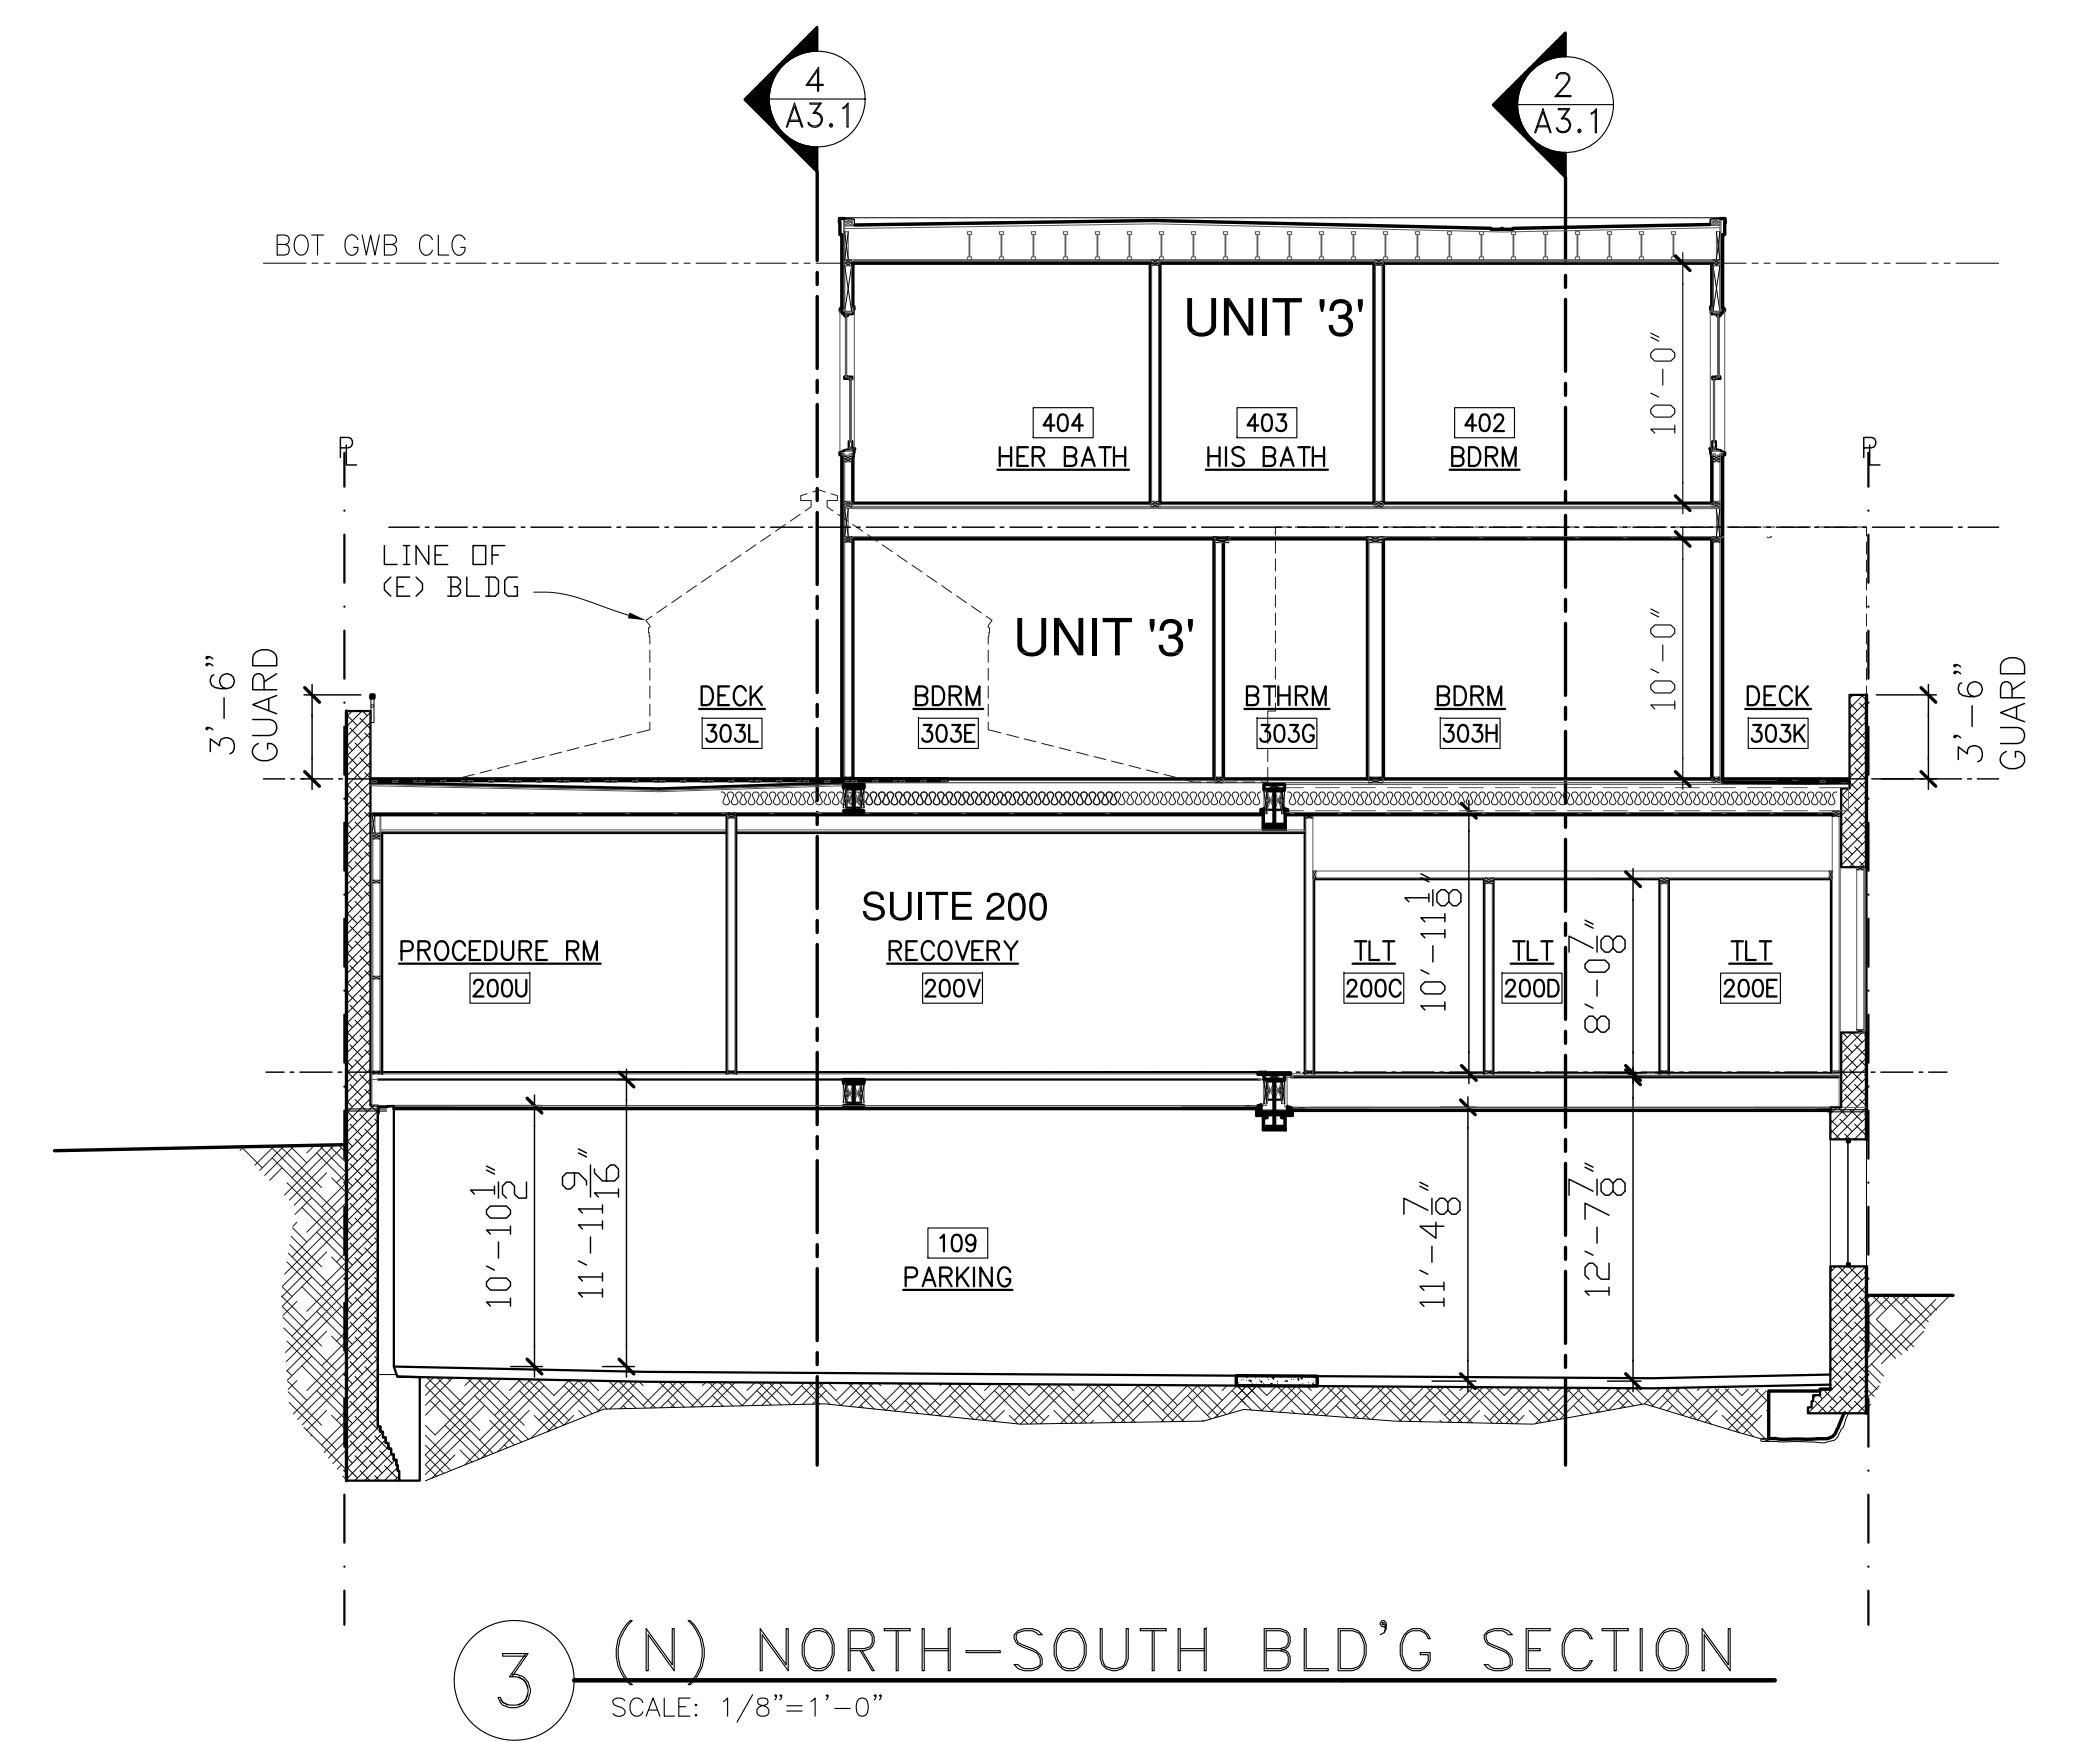 4
A3.1
2
A3.1
BOT GWB CLG
UNIT '3'
10'-0"
404
HER BATH
403
HIS BATH
402
BDRM
PL
PL
LINE OF
(E) BLDG
UNIT '3'
10'-0"
3'-6"
GUARD
DECK
303L
BDRM
303E
BTHRM
303G
BDRM
303H
DECK
303K
3'-6"
GUARD
SUITE 200
PROCEDURE RM
200U
RECOVERY
200V
TLT
200C
10'-11 1/8"
TLT
200D
8'-0 7/8"
TLT
200E
10'-10 1/2"
11'-11 9/16"
109
PARKING
11'-4 7/8"
12'-7 7/8"
3
(N) NORTH-SOUTH BLD'G SECTION
SCALE: 1/8"=1'-0"